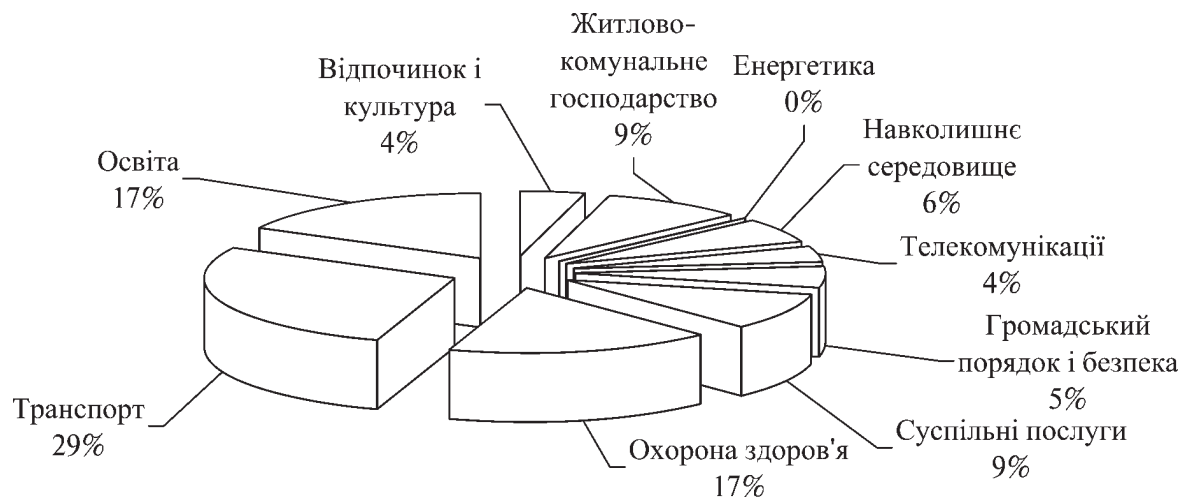 Житлово-
комунальне
господарство
9%
Відпочинок і
культура
4%
Енергетика
0%
Навколишнє
середовище
6%
Освіта
17%
Телекомунікації
4%
Громадський
порядок і безпека
5%
Транспорт
29%
Охорона здоров'я
17%
Суспільні послуги
9%